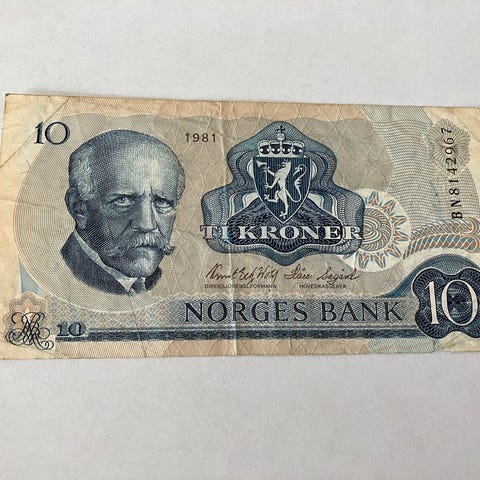 10
1981
BN8142967
TI KRONER
DIREKSJONENS FORMANN
HOVEDKASSERER
NORGES BANK
10
10